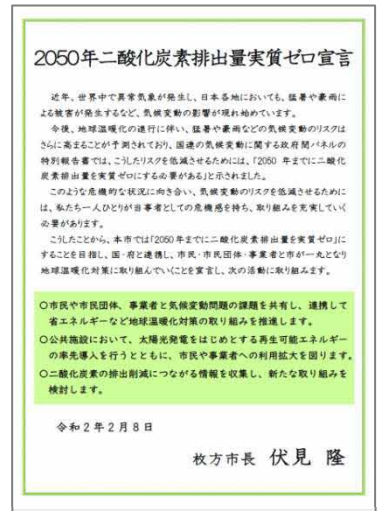 2050年二酸化炭素排出量実質ゼロ宣言
近年、世界中で異常気象が発生し、日本各地においても、猛暑や豪雨に
よる被害が発生するなど、気候変動の影響が現れ始めています。
今後、地球温暖化の進行に伴い、猛暑や豪雨などの気候変動のリスクは
さらに高まることが予測されており、国連の気候変動に関する政府間パネルの
特別報告書では、こうしたリスクを低減させるためには、「2050 年までに二酸化
炭素排出量を実質ゼロにする必要がある」と示されました。
このような危機的な状況に向き合い、気候変動のリスクを低減させるために
は、私たち一人ひとりが当事者としての危機感を持ち、取り組みを充実していく
必要があります。
こうしたことから、本市では「2050年までに二酸化炭素排出量を実質ゼロ」に
することを目指し、国・府と連携し、市民・市民団体・事業者と市が一丸となり
地球温暖化対策に取り組んでいくことを宣言し、次の活動に取り組みます。
○市民や市民団体、事業者と気候変動問題の課題を共有し、連携して
省エネルギーなど地球温暖化対策の取り組みを推進します。
○公共施設において、太陽光発電をはじめとする再生可能エネルギー
の率先導入を行うとともに、市民や事業者への利用拡大を図ります。
○二酸化炭素の排出削減につながる情報を収集し、新たな取り組みを
検討します。
令和2年2月8日
枚方市長 伏見 隆